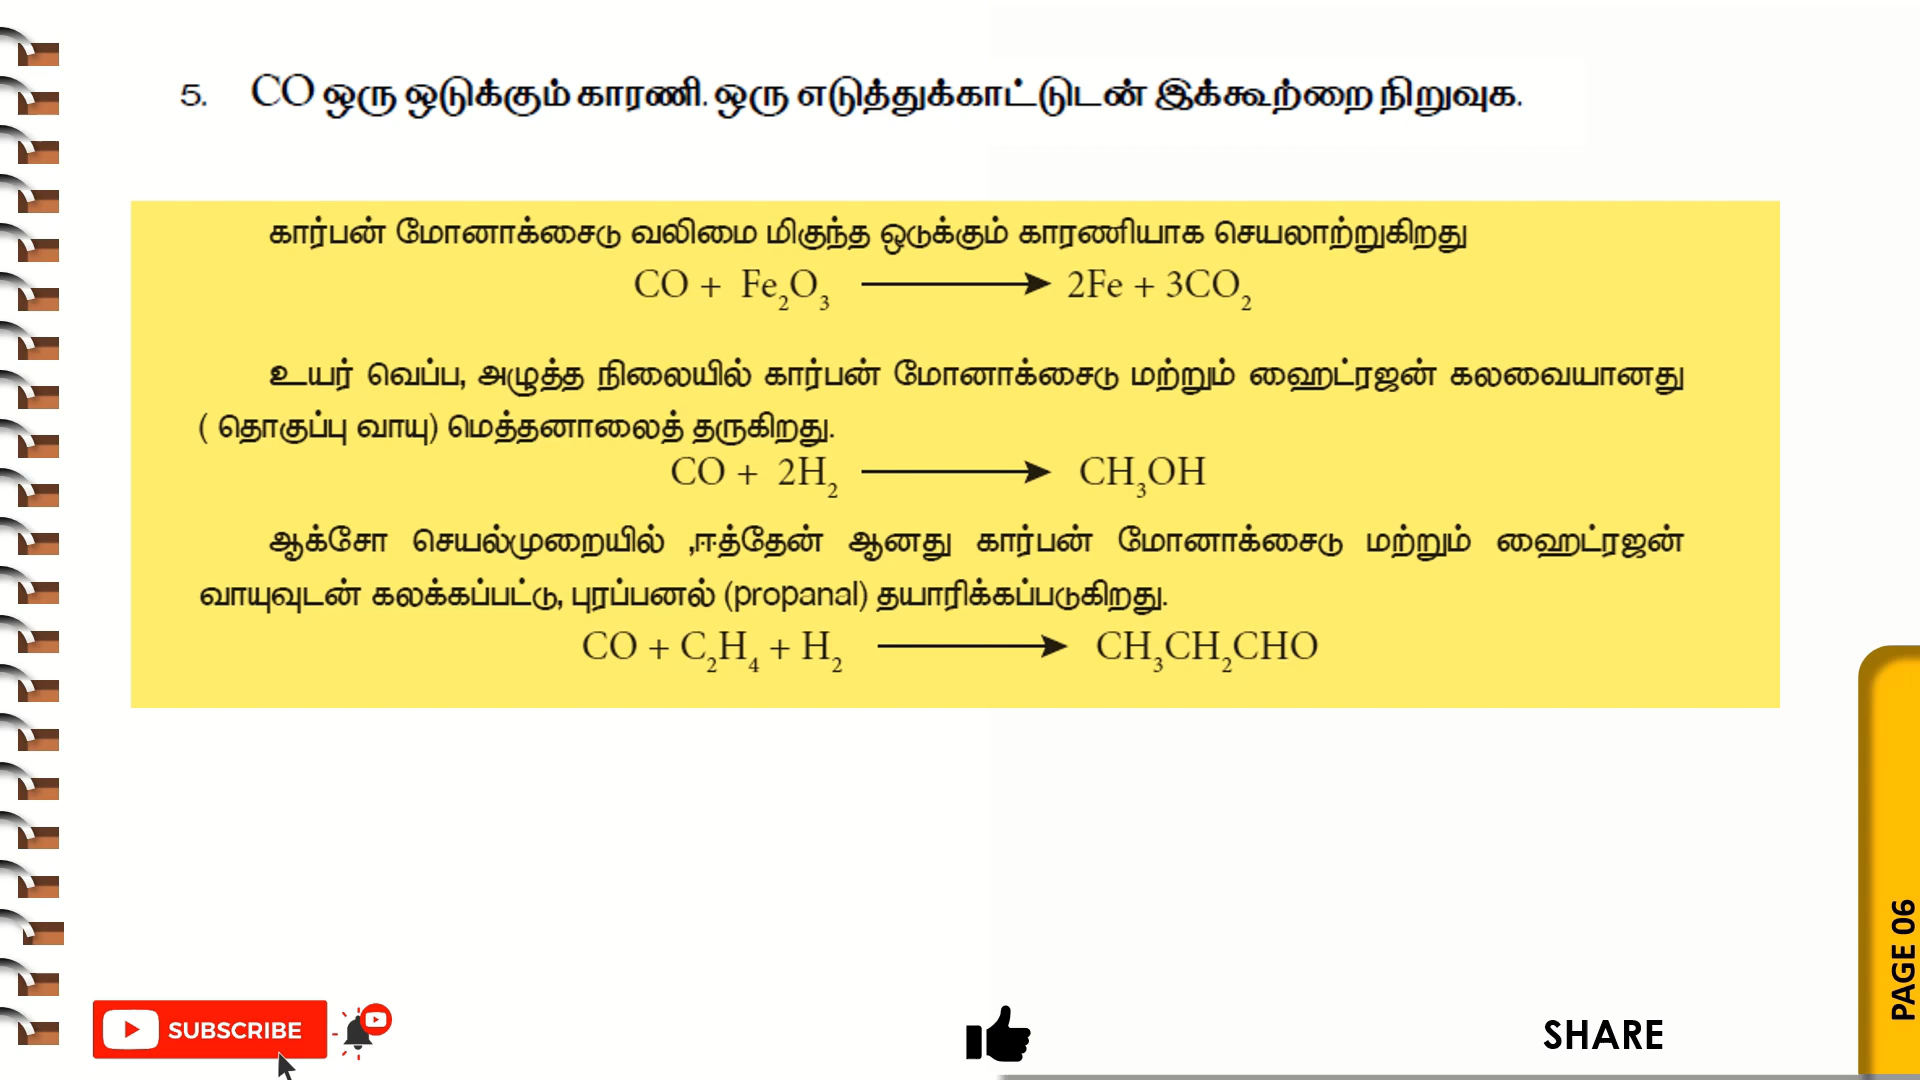 5. CO ஒரு ஒடுக்கும் காரணி. ஒரு எடுத்துக்காட்டுடன் இக்கூற்றை நிறுவுக.
கார்பன் மோனாக்சைடு வலிமை மிகுந்த ஒடுக்கும் காரணியாக செயலாற்றுகிறது
CO + Fe₂O₃ ⟶ 2Fe + 3CO₂
உயர் வெப்ப, அழுத்த நிலையில் கார்பன் மோனாக்சைடு மற்றும் ஹைட்ரஜன் கலவையானது
( தொகுப்பு வாயு) மெத்தனாலைத் தருகிறது.
CO + 2H₂ ⟶ CH₃OH
ஆக்சோ செயல்முறையில் ,ஈத்தேன் ஆனது கார்பன் மோனாக்சைடு மற்றும் ஹைட்ரஜன்
வாயுவுடன் கலக்கப்பட்டு, புரப்பனல் (propanal) தயாரிக்கப்படுகிறது.
CO + C₂H₄ + H₂ ⟶ CH₃CH₂CHO
PAGE 06
SUBSCRIBE
SHARE